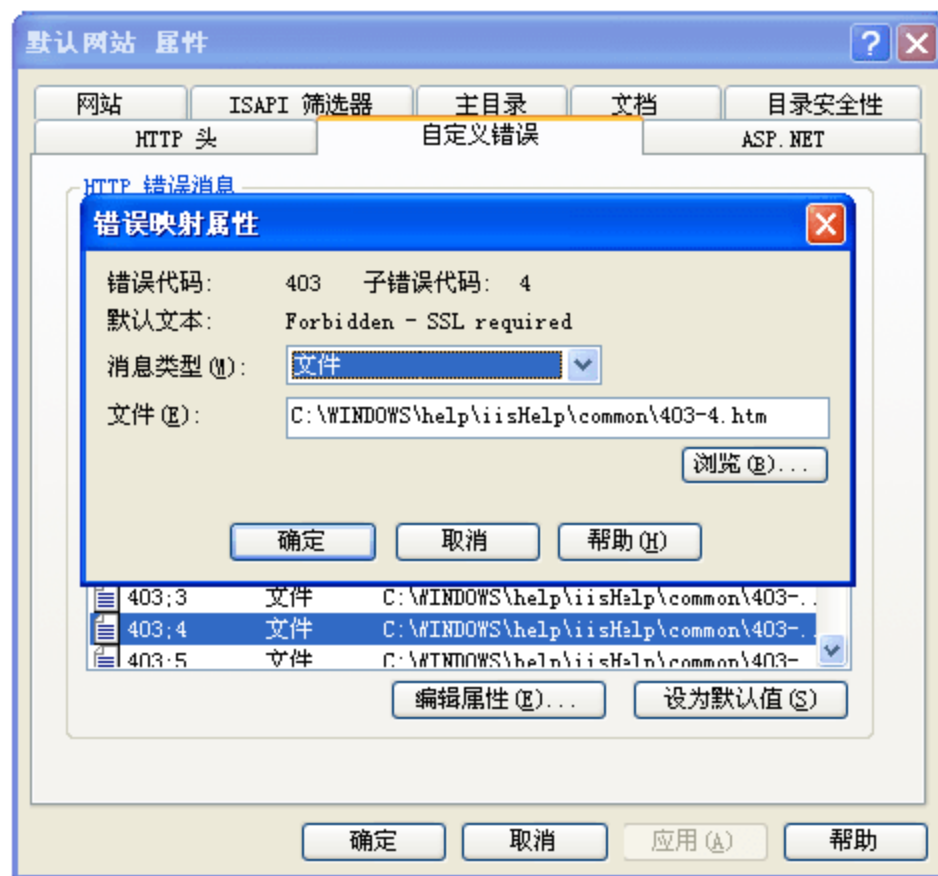 默认网站 属性
网站 ISAPI 筛选器 主目录 文档 目录安全性
HTTP 头 自定义错误 ASP.NET
HTTP 错误消息
错误映射属性
错误代码: 403 子错误代码: 4
默认文本: Forbidden - SSL required
消息类型(M): 文件
文件(E): C:\WINDOWS\help\iisHelp\common\403-4.htm
浏览(B)...
确定 取消 帮助(H)
403;3 文件 C:\WINDOWS\help\iisHelp\common\403-..
403;4 文件 C:\WINDOWS\help\iisHelp\common\403-..
403;5 文件 C:\WINDOWS\help\iisHelp\common\403-
编辑属性(E)... 设为默认值(S)
确定 取消 应用(A) 帮助